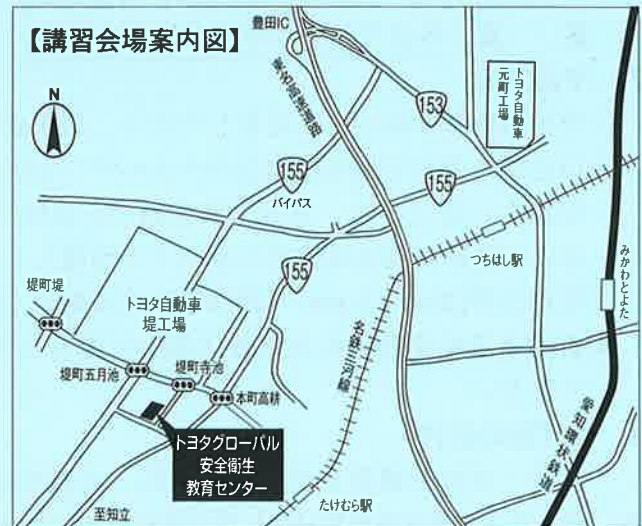 【講習会場案内図】
豊田IC
N
東名高速道路
153
トヨタ自動車
元町工場
155
バイパス
155
つちはし駅
みかわとよた
155
堤町堤
トヨタ自動車
堤工場
名鉄三河線
堤町五月池
堤町寺池
本町高耕
愛知環状鉄道
トヨタグローバル
安全衛生
教育センター
至知立
たけむら駅